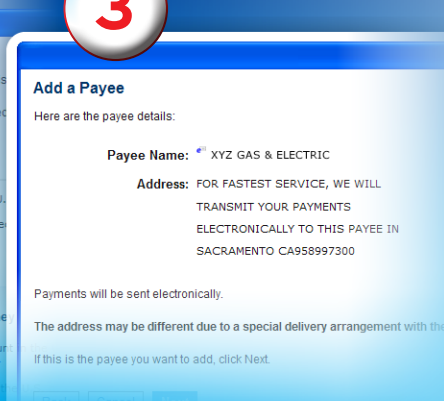 3
Add a Payee
Here are the payee details:
Payee Name: XYZ GAS & ELECTRIC
Address: FOR FASTEST SERVICE, WE WILL
TRANSMIT YOUR PAYMENTS
ELECTRONICALLY TO THIS PAYEE IN
SACRAMENTO CA958997300
Payments will be sent electronically.
The address may be different due to a special delivery arrangement with the
If this is the payee you want to add, click Next.